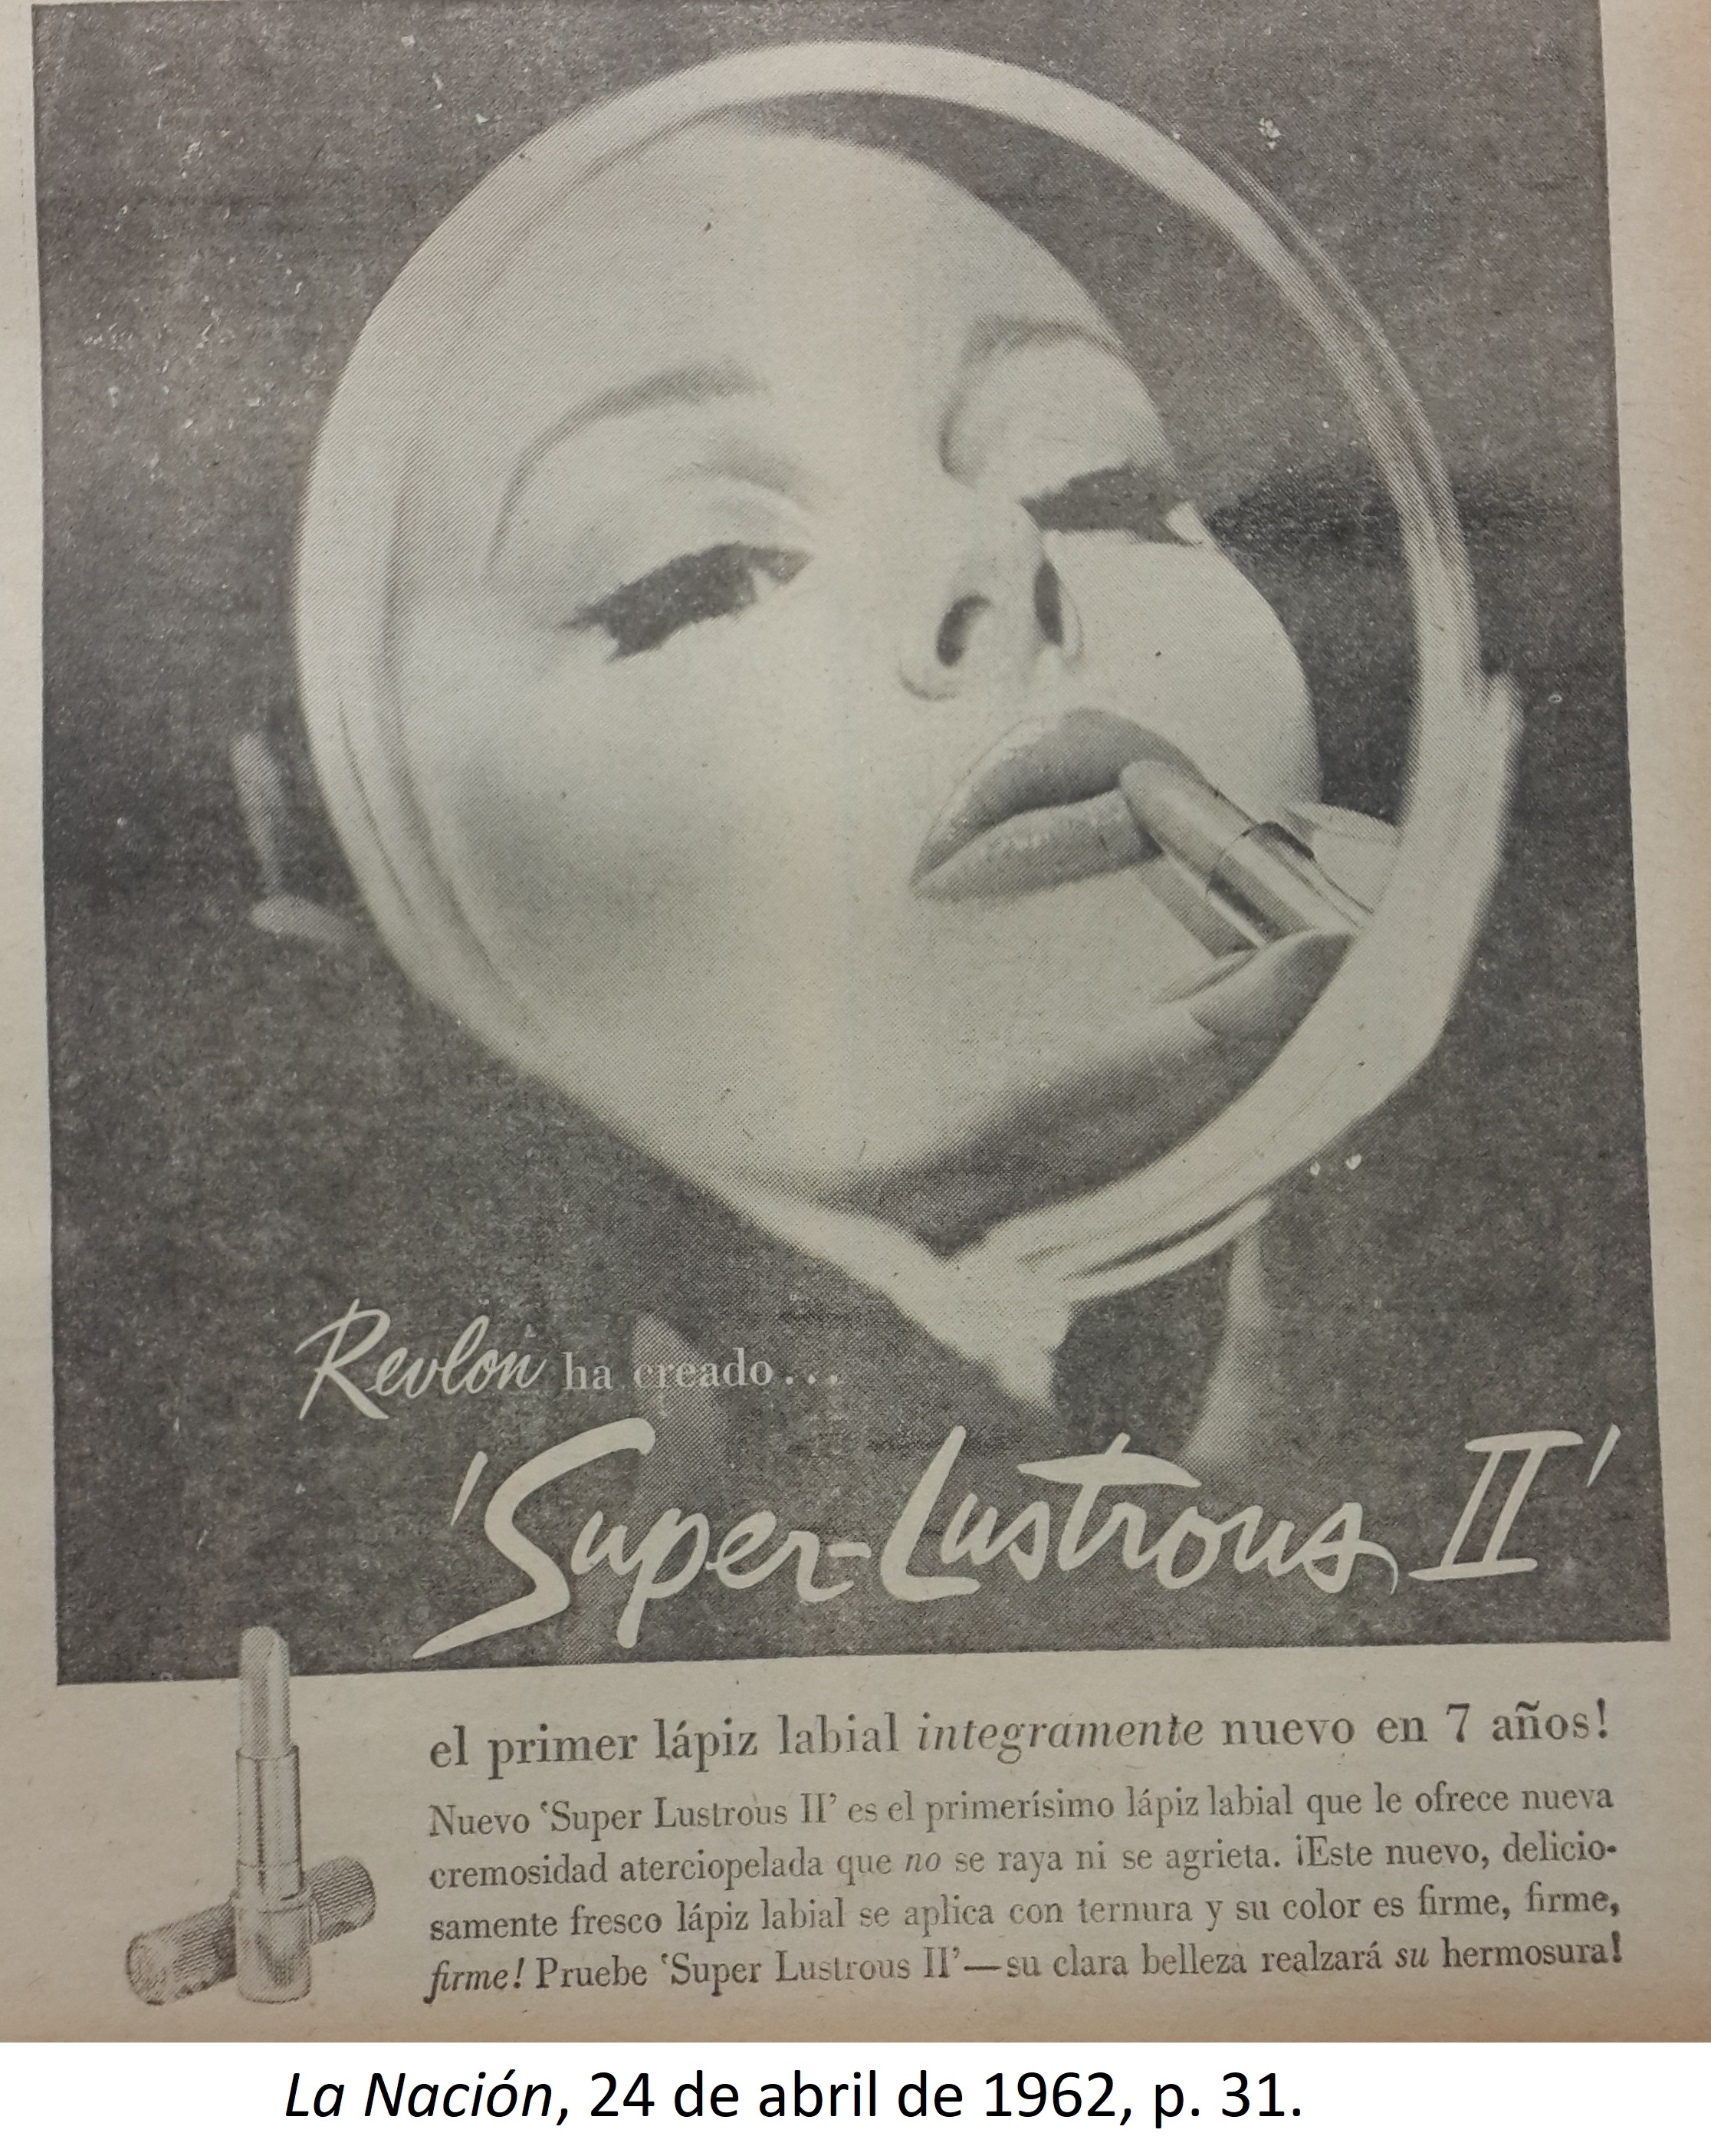 Revlon ha creado...
'Super-Lustrous II'
el primer lápiz labial integramente nuevo en 7 años!
Nuevo 'Super Lustrous II' es el primerísimo lápiz labial que le ofrece nueva
cremosidad aterciopelada que no se raya ni se agrieta. ¡Este nuevo, delicio-
samente fresco lápiz labial se aplica con ternura y su color es firme, firme,
firme! Pruebe 'Super Lustrous II'—su clara belleza realzará su hermosura!
La Nación, 24 de abril de 1962, p. 31.